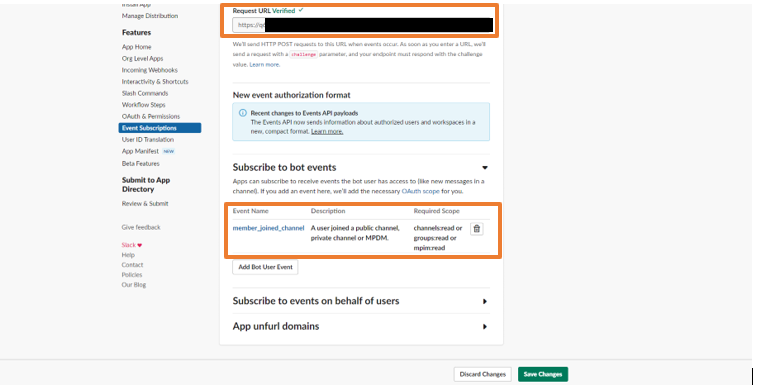 Install App
Manage Distribution
Features
App Home
Org Level Apps
Incoming Webhooks
Interactivity & Shortcuts
Slash Commands
Workflow Steps
OAuth & Permissions
Event Subscriptions
User ID Translation
App Manifest NEW
Beta Features
Submit to App
Directory
Review & Submit
Give feedback
Slack ♥
Help
Contact
Policies
Our Blog
Request URL Verified ✓
https://q
We'll send HTTP POST requests to this URL when events occur. As soon as you enter a URL, we'll
send a request with a challenge parameter, and your endpoint must respond with the challenge
value. Learn more.
New event authorization format
Recent changes to Events API payloads
The Events API now sends information about authorized users and workspaces in a
new, compact format. Learn more.
Subscribe to bot events
Apps can subscribe to receive events the bot user has access to (like new messages in a
channel). If you add an event here, we'll add the necessary OAuth scope for you.
Event Name Description Required Scope
member_joined_channel A user joined a public channel, channels:read or
private channel or MPDM. groups:read or
mpim:read
Add Bot User Event
Subscribe to events on behalf of users
App unfurl domains
Discard Changes Save Changes